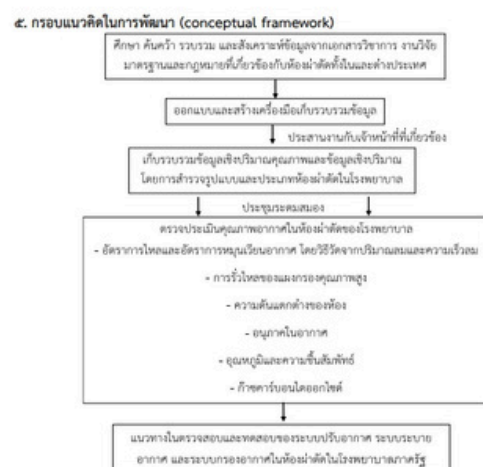 ๕. กรอบแนวคิดในการพัฒนา (conceptual framework)
ศึกษา ค้นคว้า รวบรวม และสังเคราะห์ข้อมูลจากเอกสารวิชาการ งานวิจัย
มาตรฐานและกฎหมายที่เกี่ยวข้องกับห้องผ่าตัดทั้งในและต่างประเทศ
ออกแบบและสร้างเครื่องมือเก็บรวบรวมข้อมูล
ประสานงานกับเจ้าหน้าที่ที่เกี่ยวข้อง
เก็บรวบรวมข้อมูลเชิงปริมาณคุณภาพและข้อมูลเชิงปริมาณ
โดยการสำรวจรูปแบบและประเภทห้องผ่าตัดในโรงพยาบาล
ประชุมระดมสมอง
ตรวจประเมินคุณภาพอากาศในห้องผ่าตัดของโรงพยาบาล
- อัตราการไหลและอัตราการหมุนเวียนอากาศ โดยวิธีวัดจากปริมาณลมและความเร็วลม
- การรั่วไหลของแผงกรองคุณภาพสูง
- ความดันแตกต่างของห้อง
- อนุภาคในอากาศ
- อุณหภูมิและความชื้นสัมพัทธ์
- ก๊าซคาร์บอนไดออกไซด์
แนวทางในตรวจสอบและทดสอบของระบบปรับอากาศ ระบบระบาย
อากาศ และระบบกรองอากาศในห้องผ่าตัดในโรงพยาบาลภาครัฐ